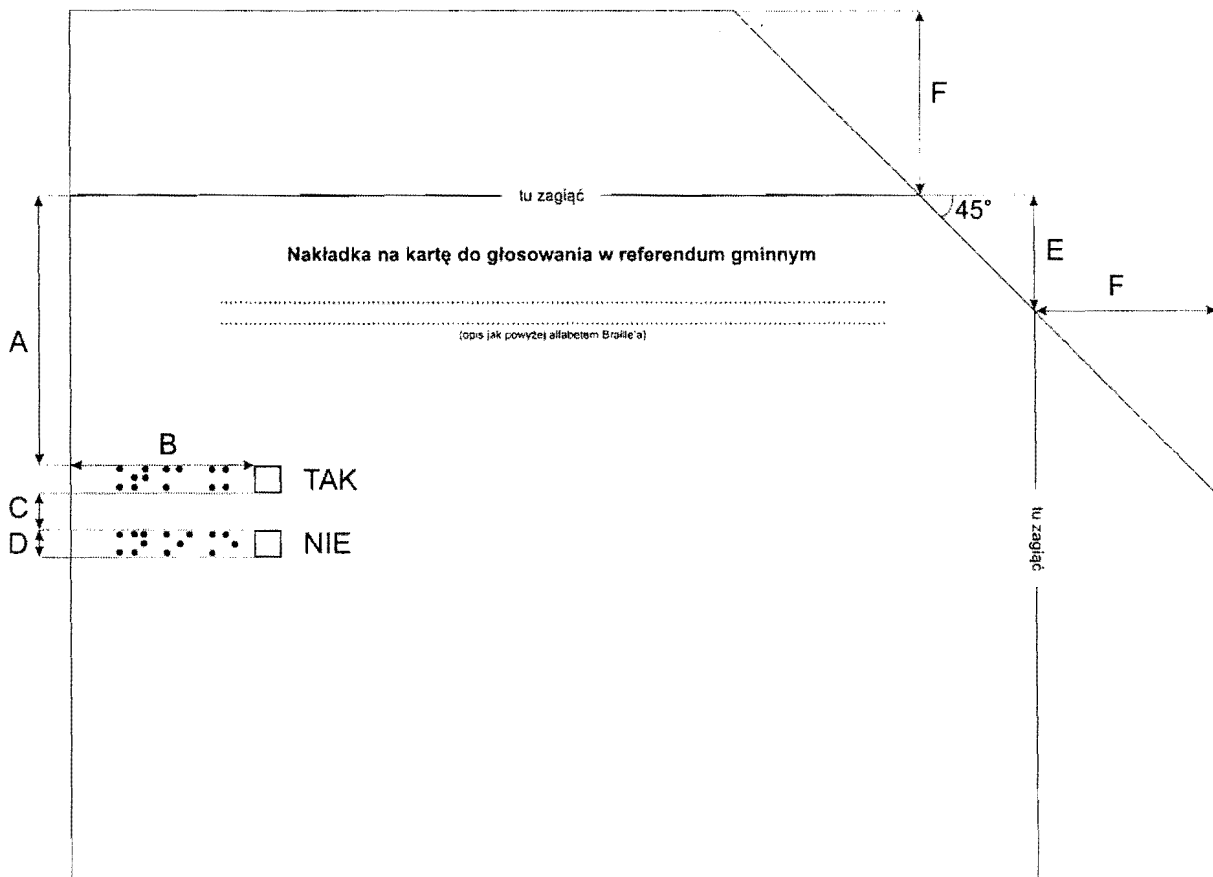 F
tu zagiąć
45°
Nakładka na kartę do głosowania w referendum gminnym
E
F
(opis jak powyżej alfabetem Braille'a)
A
B
TAK
C
D
NIE
tu zagiąć